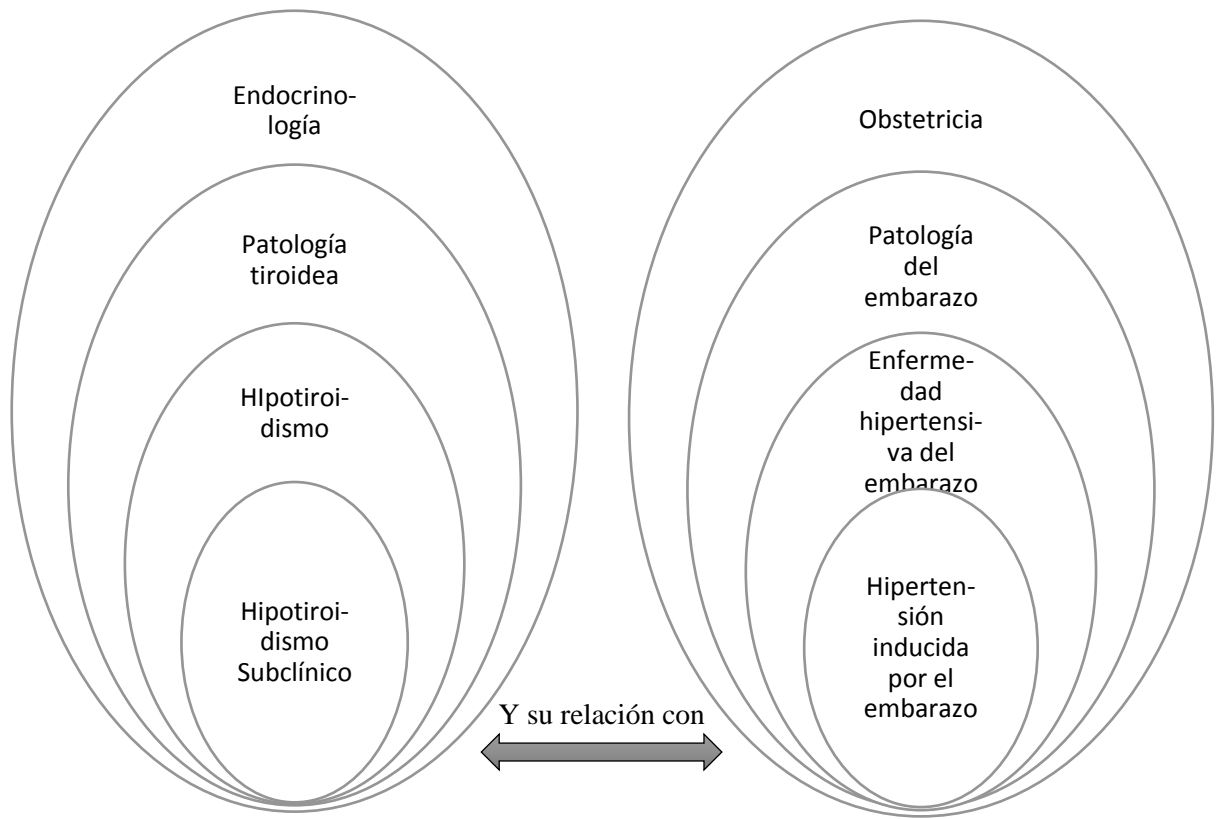 Endocrino-
logía
Patología
tiroidea
HIpotiroi-
dismo
Hipotiroi-
dismo
Subclínico
Y su relación con
Obstetricia
Patología
del
embarazo
Enferme-
dad
hipertensi-
va del
embarazo
Hiperten-
sión
inducida
por el
embarazo